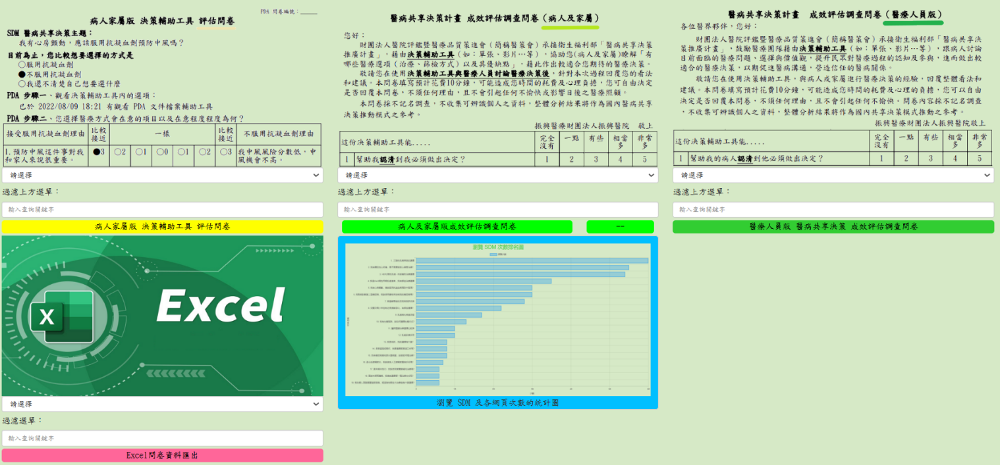 PDA 問卷編號：______
病人家屬版 決策輔助工具 評估問卷
SDM 醫病共享決策主題：
我有心房顫動，應該服用抗凝血劑預防中風嗎？
目前為止，您比較想要選擇的方式是
○服用抗凝血劑
●不服用抗凝血劑
○我還不清楚自己想要選什麼
PDA 步驟一、觀看決策輔助工具內的選項：
已於 2022/08/09 18:21 有觀看 PDA 文件檔案輔助工具
PDA 步驟二、您選擇醫療方式會在意的項目以及在意程度程度為何？
接受服用抗凝血劑理由 比較接近 一樣 比較接近 不服用抗凝血劑理由
1. 預防中風這件事對我和家人來說很重要。 ●3 ○2 ○1 ○0 ○1 ○2 ○3 我中風風險分數低，中風機會不高。
請選擇
過濾上方選單：
輸入查詢關鍵字
病人家屬版 決策輔助工具 評估問卷
X
Excel
請選擇
過濾選單：
輸入查詢關鍵字
Excel問卷資料匯出
醫病共享決策計畫 成效評估調查問卷（病人及家屬）
您好：
財團法人醫院評鑑暨醫療品質策進會（簡稱醫策會）承接衛生福利部「醫病共享決策
推廣計畫」，藉由決策輔助工具（如：單張、影片…等），協助您(病人及家屬)瞭解「有
哪些醫療選項（治療、篩檢方式）以及其優缺點」，藉此作出較適合您期待的醫療決策。
敬請您在使用決策輔助工具與醫療人員討論醫療決策後，針對本次過程回覆您的看法
和建議。本問卷填寫預計花費10分鐘，可能造成您時間的耗費及心理負擔，您可自由決定
是否回覆本問卷，不須任何理由，且不會引起任何不愉快或影響日後之醫療照顧。
本問卷採不記名調查，不收集可辨識個人之資料，整體分析結果將作為國內醫病共享
決策推動模式之參考。
振興醫療財團法人振興醫院 敬上
這份決策輔助工具能..... 完全沒有 一點 有些 相當多 非常多
1 幫助我認清到我必須做出決定？ 1 2 3 4 5
請選擇
過濾上方選單：
輸入查詢關鍵字
病人及家屬版成效評估調查問卷
--
瀏覽 SDM 次數排名圖
瀏覽 SDM 及各網頁次數的統計圖
醫病共享決策計畫 成效評估調查問卷（醫療人員版）
各位醫界夥伴，您好：
財團法人醫院評鑑暨醫療品質策進會（簡稱醫策會）承接衛生福利部「醫病共享決
策推廣計畫」，鼓勵醫療團隊藉由決策輔助工具（如：單張、影片…等），跟病人討論
目前面臨的醫療問題、選擇與價值觀，提升民眾對醫療過程的認知及參與，進而做出較
適合的醫療決策，以期促進醫病溝通，營造信任的醫病關係。
敬請您在使用決策輔助工具，與病人或家屬進行醫療決策的經驗，回覆整體看法和
建議。本問卷填寫預計花費10分鐘，可能造成您時間的耗費及心理的負擔，您可以自由
決定是否回覆本問卷，不須任何理由，且不會引起任何不愉快。問卷內容採不記名調查
，不收集可辨識個人之資料，整體分析結果將作為國內共享決策模式推動之參考。
振興醫療財團法人振興醫院敬上
這份決策輔助工具能..... 完全沒有 一點 有些 相當多 非常多
1 幫助我的病人認清到他必須做出決定？ 1 2 3 4 5
請選擇
過濾上方選單：
輸入查詢關鍵字
醫療人員版 醫病共享決策 成效評估調查問卷